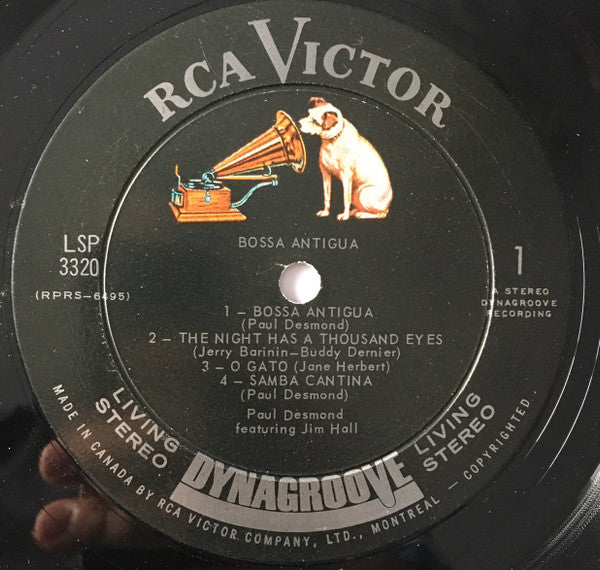 RCA VICTOR
BOSSA ANTIGUA
LSP
3320
(RPRS-6495)
1
A STEREO
DYNAGROOVE
RECORDING
1 – BOSSA ANTIGUA
(Paul Desmond)
2 – THE NIGHT HAS A THOUSAND EYES
(Jerry Barinin–Buddy Dernier)
3 – O GATO (Jane Herbert)
4 – SAMBA CANTINA
(Paul Desmond)
Paul Desmond
featuring Jim Hall
LIVING
STEREO
DYNAGROOVE
LIVING
STEREO
MADE IN CANADA BY RCA VICTOR COMPANY, LTD., MONTREAL – COPYRIGHTED.